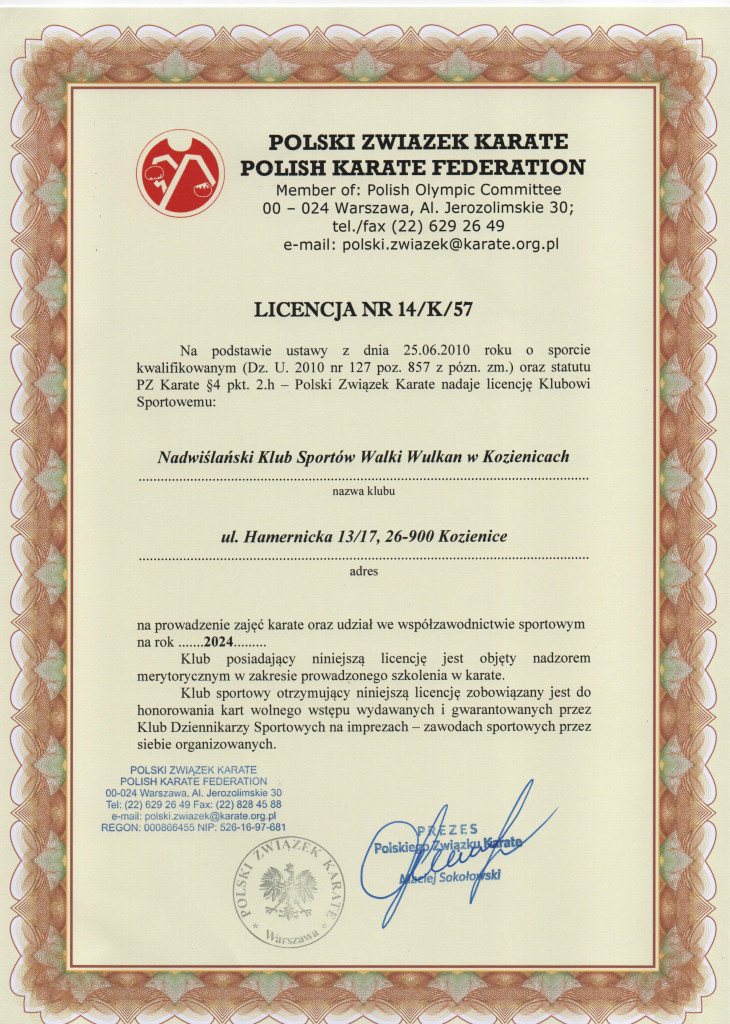 POLSKI ZWIAZEK KARATE
POLISH KARATE FEDERATION
Member of: Polish Olympic Committee
00 – 024 Warszawa, Al. Jerozolimskie 30;
tel./fax (22) 629 26 49
e-mail: polski.zwiazek@karate.org.pl
LICENCJA NR 14/K/57
Na podstawie ustawy z dnia 25.06.2010 roku o sporcie
kwalifikowanym (Dz. U. 2010 nr 127 poz. 857 z pózn. zm.) oraz statutu
PZ Karate §4 pkt. 2.h – Polski Związek Karate nadaje licencję Klubowi
Sportowemu:
Nadwiślański Klub Sportów Walki Wulkan w Kozienicach
nazwa klubu
ul. Hamernicka 13/17, 26-900 Kozienice
adres
na prowadzenie zajęć karate oraz udział we współzawodnictwie sportowym
na rok .......2024.........
Klub posiadający niniejszą licencję jest objęty nadzorem
merytorycznym w zakresie prowadzonego szkolenia w karate.
Klub sportowy otrzymujący niniejszą licencję zobowiązany jest do
honorowania kart wolnego wstępu wydawanych i gwarantowanych przez
Klub Dziennikarzy Sportowych na imprezach – zawodach sportowych przez
siebie organizowanych.
POLSKI ZWIĄZEK KARATE
POLISH KARATE FEDERATION
00-024 Warszawa, Al. Jerozolimskie 30
Tel: (22) 629 26 49 Fax: (22) 828 45 88
e-mail: polski.zwiazek@karate.org.pl
REGON: 000866455 NIP: 526-16-97-681
PREZES
Polskiego Związku Karate
Maciej Sokołowski
* POLSKI ZWIĄZEK KARATE *
Warszawa